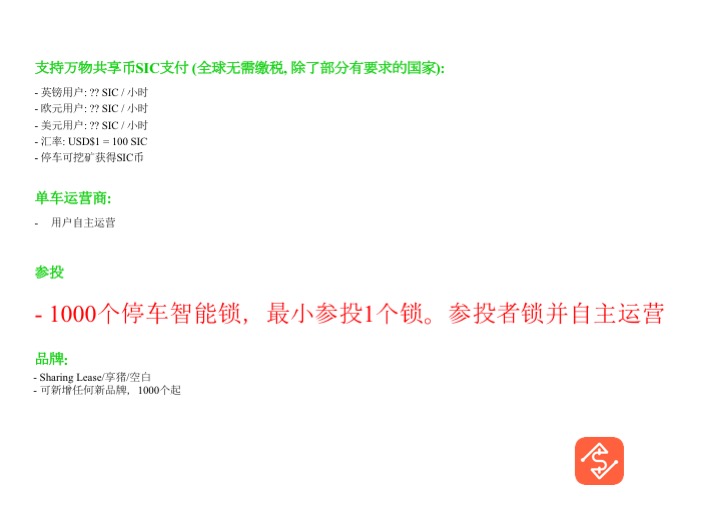 支持万物共享币SIC支付 (全球无需缴税, 除了部分有要求的国家):
- 英镑用户: ?? SIC / 小时
- 欧元用户: ?? SIC / 小时
- 美元用户: ?? SIC / 小时
- 汇率: USD$1 = 100 SIC
- 停车可挖矿获得SIC币
单车运营商:
- 用户自主运营
参投
- 1000个停车智能锁，最小参投1个锁。参投者锁并自主运营
品牌:
- Sharing Lease/享猪/空白
- 可新增任何新品牌，1000个起